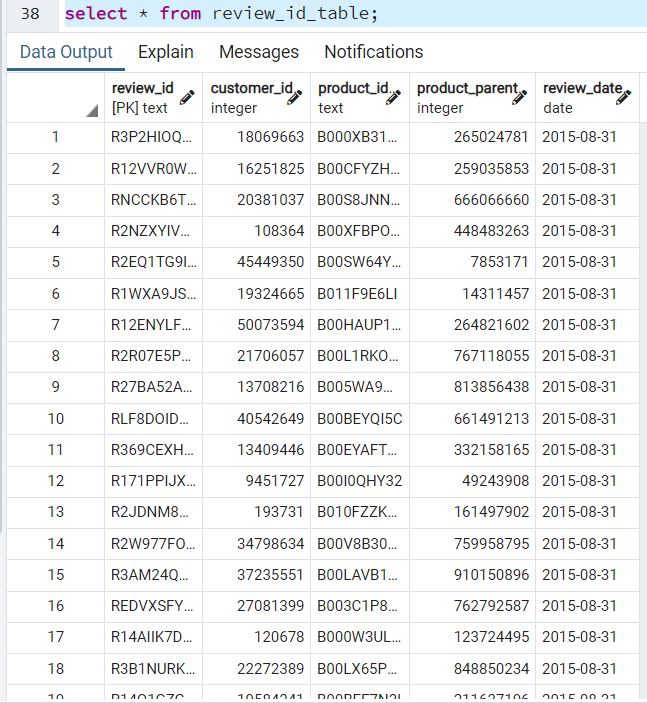 38 select * from review_id_table;
Data Output Explain Messages Notifications
review_id customer_id product_id product_parent review_date
[PK] text integer text integer date
1 R3P2HIOQ... 18069663 B000XB31... 265024781 2015-08-31
2 R12VVR0W... 16251825 B00CFYZH... 259035853 2015-08-31
3 RNCCKB6T... 20381037 B00S8JNN... 666066660 2015-08-31
4 R2NZXYIV... 108364 B00XFBPO... 448483263 2015-08-31
5 R2EQ1TG9I... 45449350 B00SW64Y... 7853171 2015-08-31
6 R1WXA9JS... 19324665 B011F9E6LI 14311457 2015-08-31
7 R12ENYLF... 50073594 B00HAUP1... 264821602 2015-08-31
8 R2R07E5P... 21706057 B00L1RKO... 767118055 2015-08-31
9 R27BA52A... 13708216 B005WA9... 813856438 2015-08-31
10 RLF8DOID... 40542649 B00BEYQI5C 661491213 2015-08-31
11 R369CEXH... 13409446 B00EYAFT... 332158165 2015-08-31
12 R171PPIJX... 9451727 B00I0QHY32 49243908 2015-08-31
13 R2JDNM8... 193731 B010FZZK... 161497902 2015-08-31
14 R2W977FO... 34798634 B00V8B30... 759958795 2015-08-31
15 R3AM24Q... 37235551 B00LAVB1... 910150896 2015-08-31
16 REDVXSFY... 27081399 B003C1P8... 762792587 2015-08-31
17 R14AIIK7D... 120678 B000W3UL... 123724495 2015-08-31
18 R3B1NURK... 22272389 B00LX65P... 848850234 2015-08-31
19 2015-08-31